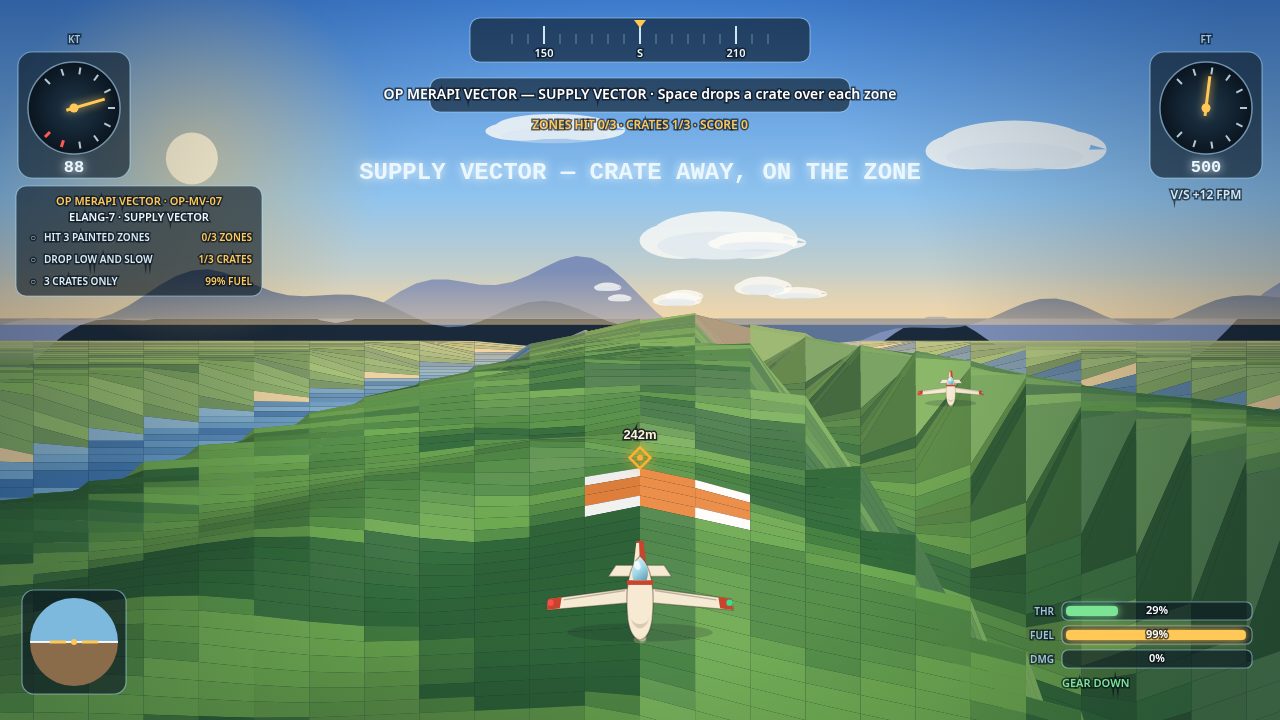 KT
88
150 S 210
OP MERAPI VECTOR — SUPPLY VECTOR · Space drops a crate over each zone
ZONES HIT 0/3 · CRATES 1/3 · SCORE 0
SUPPLY VECTOR — CRATE AWAY, ON THE ZONE
FT
500
V/S +12 FPM
OP MERAPI VECTOR · OP-MV-07
ELANG-7 · SUPPLY VECTOR
HIT 3 PAINTED ZONES 0/3 ZONES
DROP LOW AND SLOW 1/3 CRATES
3 CRATES ONLY 99% FUEL
242m
THR 29%
FUEL 99%
DMG 0%
GEAR DOWN